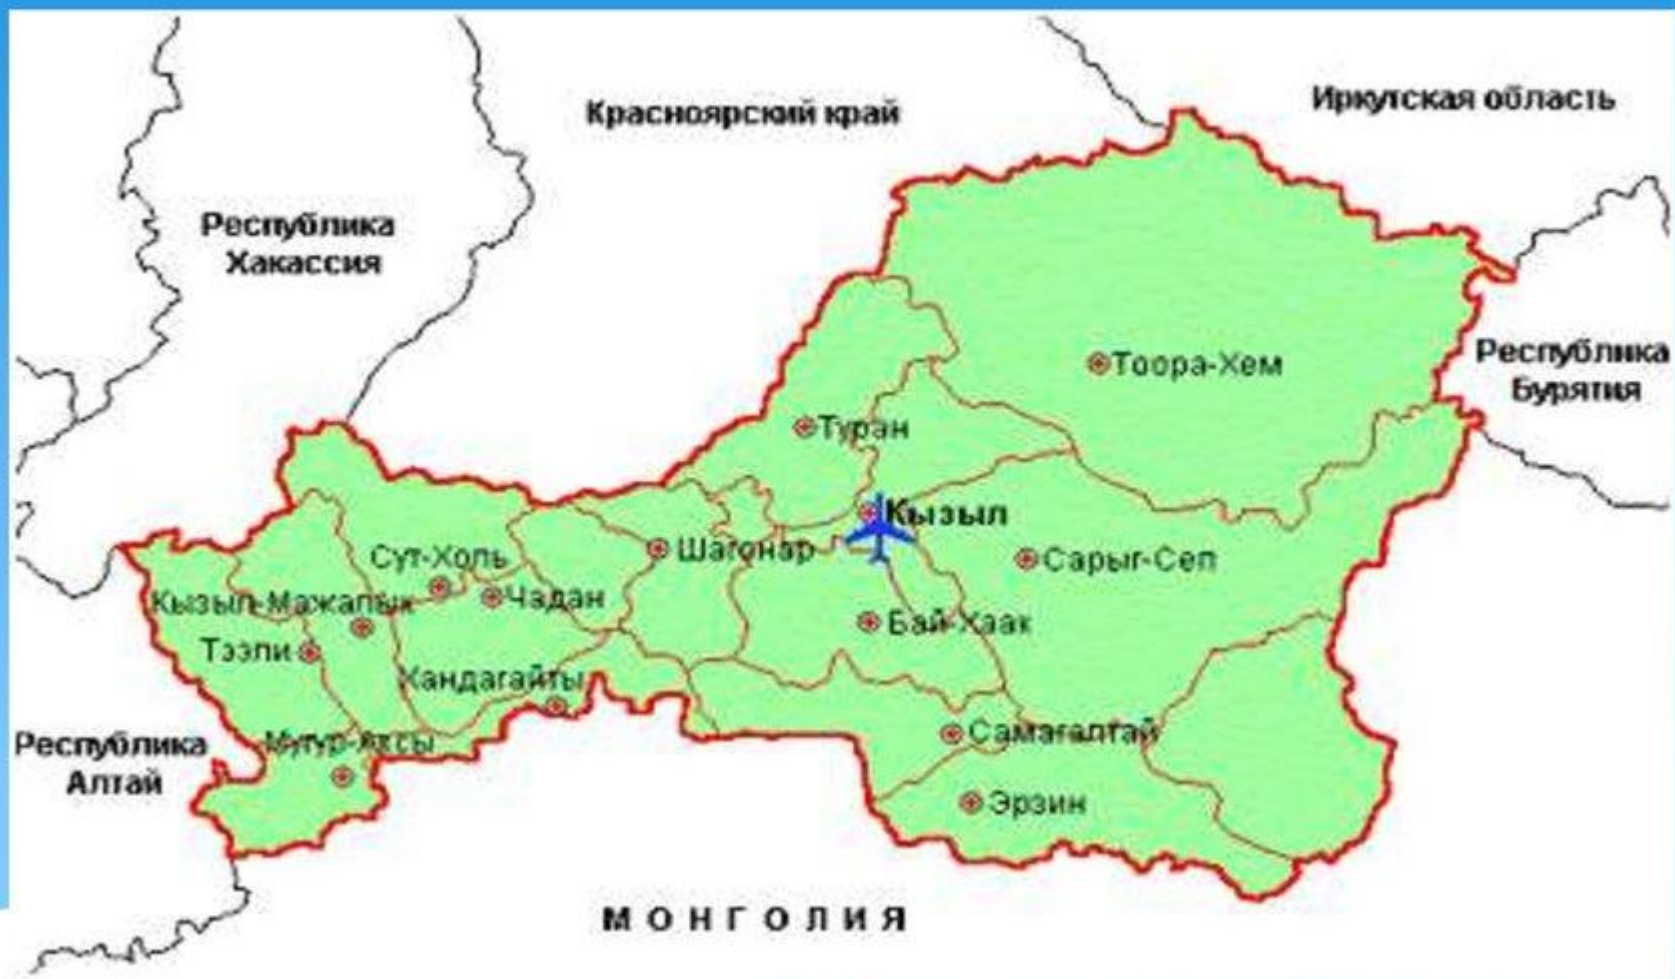 Красноярский край
Иркутская область
Республика
Хакассия
Республика
Бурятия
Тоора-Хем
Туран
Кызыл
Шагонар
Сарыг-Сеп
Сут-Холь
Чадан
Кызыл-Мажалык
Бай-Хаак
Тээли
Хандагайты
Самагалтай
Республика
Алтай
Мугур-Аксы
Эрзин
МОНГОЛИЯ